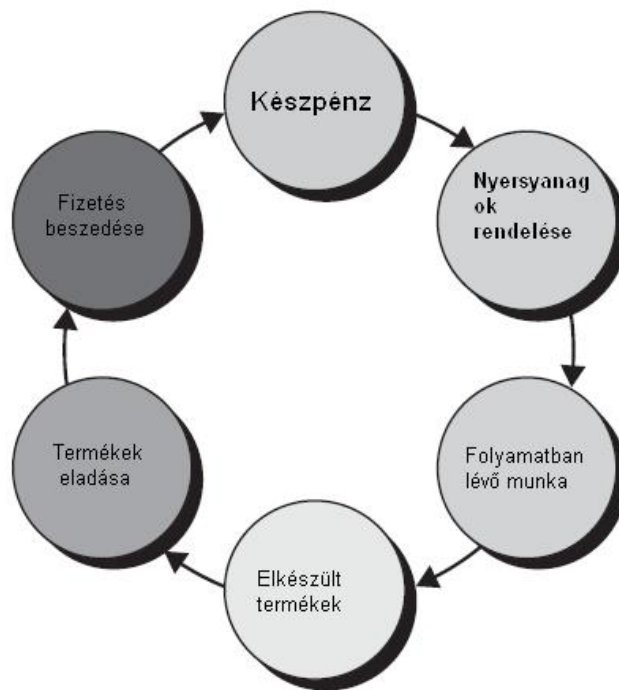 Készpénz
Nyersyanag
ok
rendelése
Folyamatban
lévő munka
Elkészült
termékek
Termékek
eladása
Fizetés
beszedése